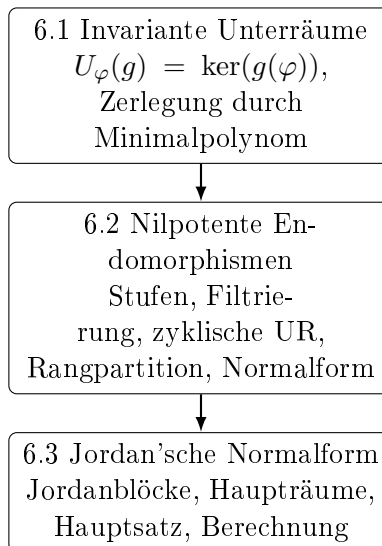 6.1 Invariante Unterräume
U_φ(g) = ker(g(φ)),
Zerlegung durch
Minimalpolynom
6.2 Nilpotente En-
domorphismen
Stufen, Filtrie-
rung, zyklische UR,
Rangpartition, Normalform
6.3 Jordan'sche Normalform
Jordanblöcke, Haupträume,
Hauptsatz, Berechnung